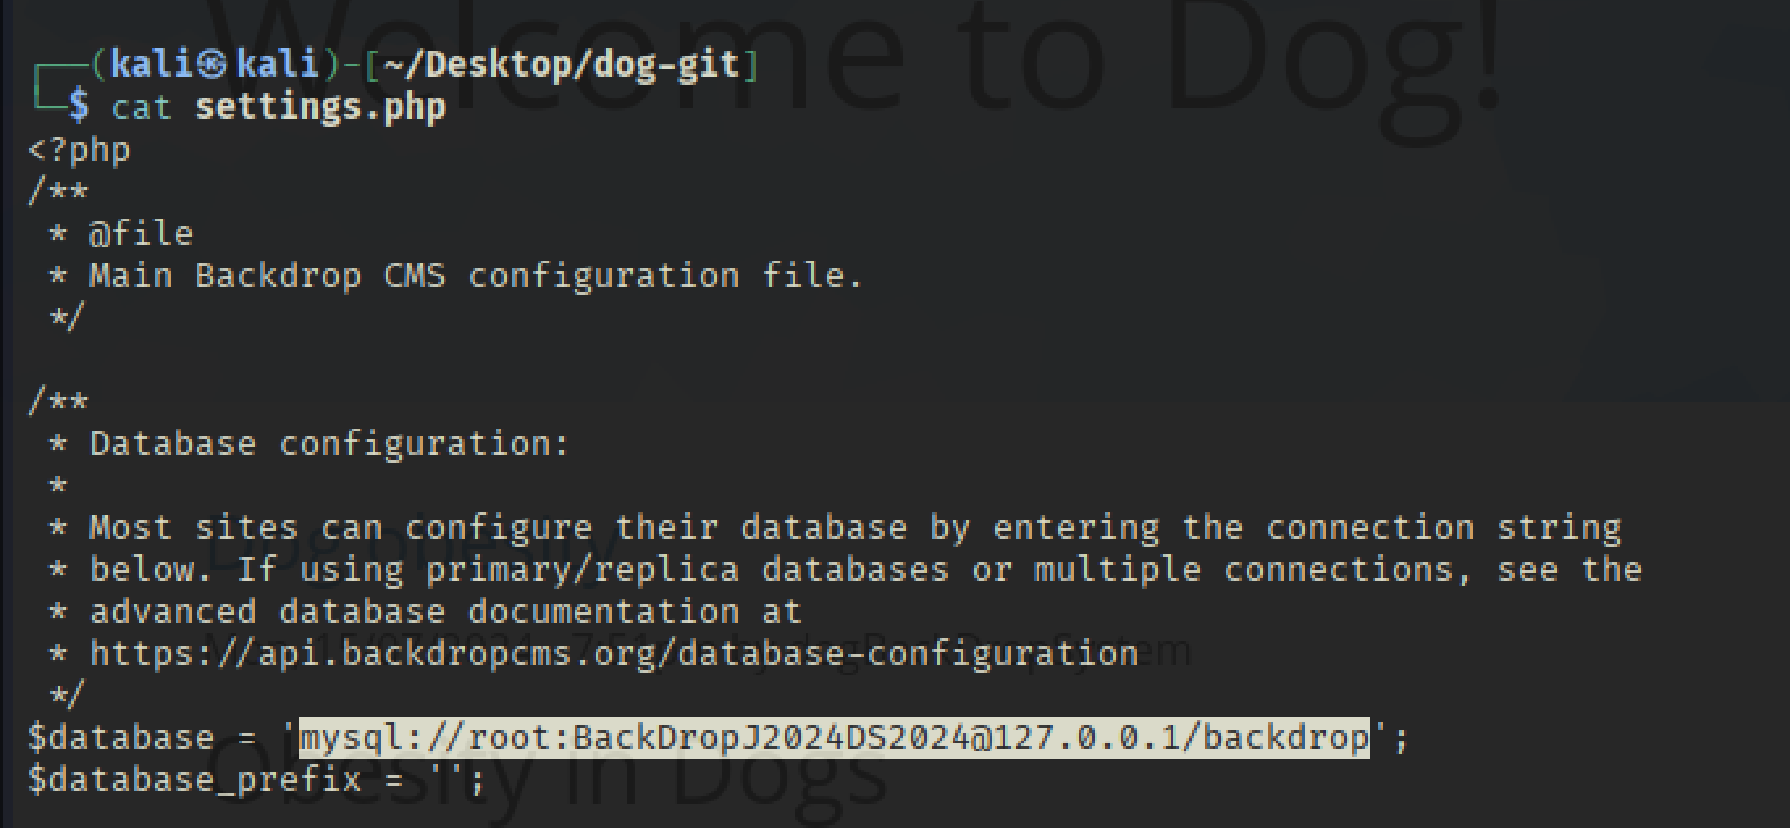 Welcome to Dog!
┌──(kali㉿kali)-[~/Desktop/dog-git]
└─$ cat settings.php
<?php
/**
 * @file
 * Main Backdrop CMS configuration file.
 */
/**
 * Database configuration:
 *
 * Most sites can configure their database by entering the connection string
Dog obesity
 * below. If using primary/replica databases or multiple connections, see the
 * advanced database documentation at
 * https://api.backdropcms.org/database-configuration
 */
$database = 'mysql://root:BackDropJ2024DS2024@127.0.0.1/backdrop';
Obesity in Dogs
$database_prefix = '';